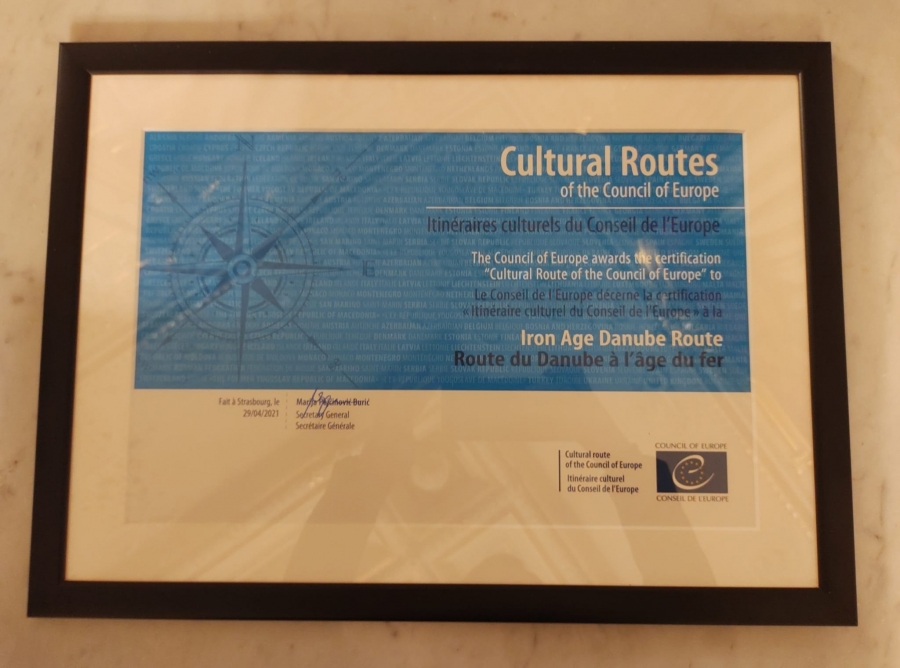 Cultural Routes
of the Council of Europe
Itinéraires culturels du Conseil de l'Europe
The Council of Europe awards the certification
"Cultural Route of the Council of Europe" to
Le Conseil de l'Europe décerne la certification
« Itinéraire culturel du Conseil de l'Europe » à la
Iron Age Danube Route
Route du Danube à l'âge du fer
Fait à Strasbourg, le
29/04/2021
Burić
Secretary General
Secrétaire Générale
Cultural route
of the Council of Europe
Itinéraire culturel
du Conseil de l'Europe
COUNCIL OF EUROPE
CONSEIL DE L'EUROPE